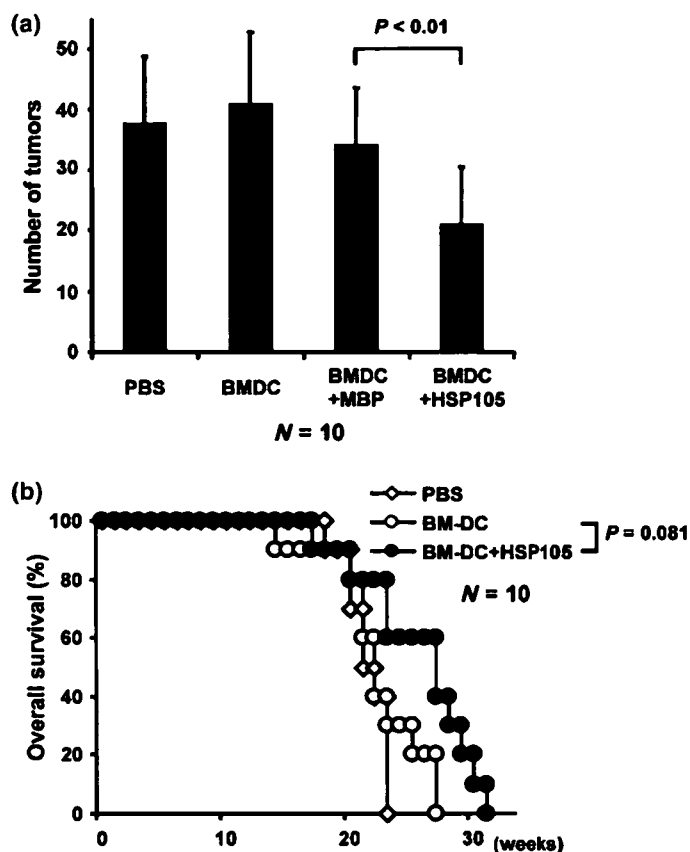 (a)
P < 0.01
Number of tumors
50
40
30
20
10
0
PBS
BMDC
BMDC
+MBP
BMDC
+HSP105
N = 10
(b)
PBS
BM-DC
BM-DC+HSP105
P = 0.081
N = 10
Overall survival (%)
100
80
60
40
20
0
0
10
20
30
(weeks)